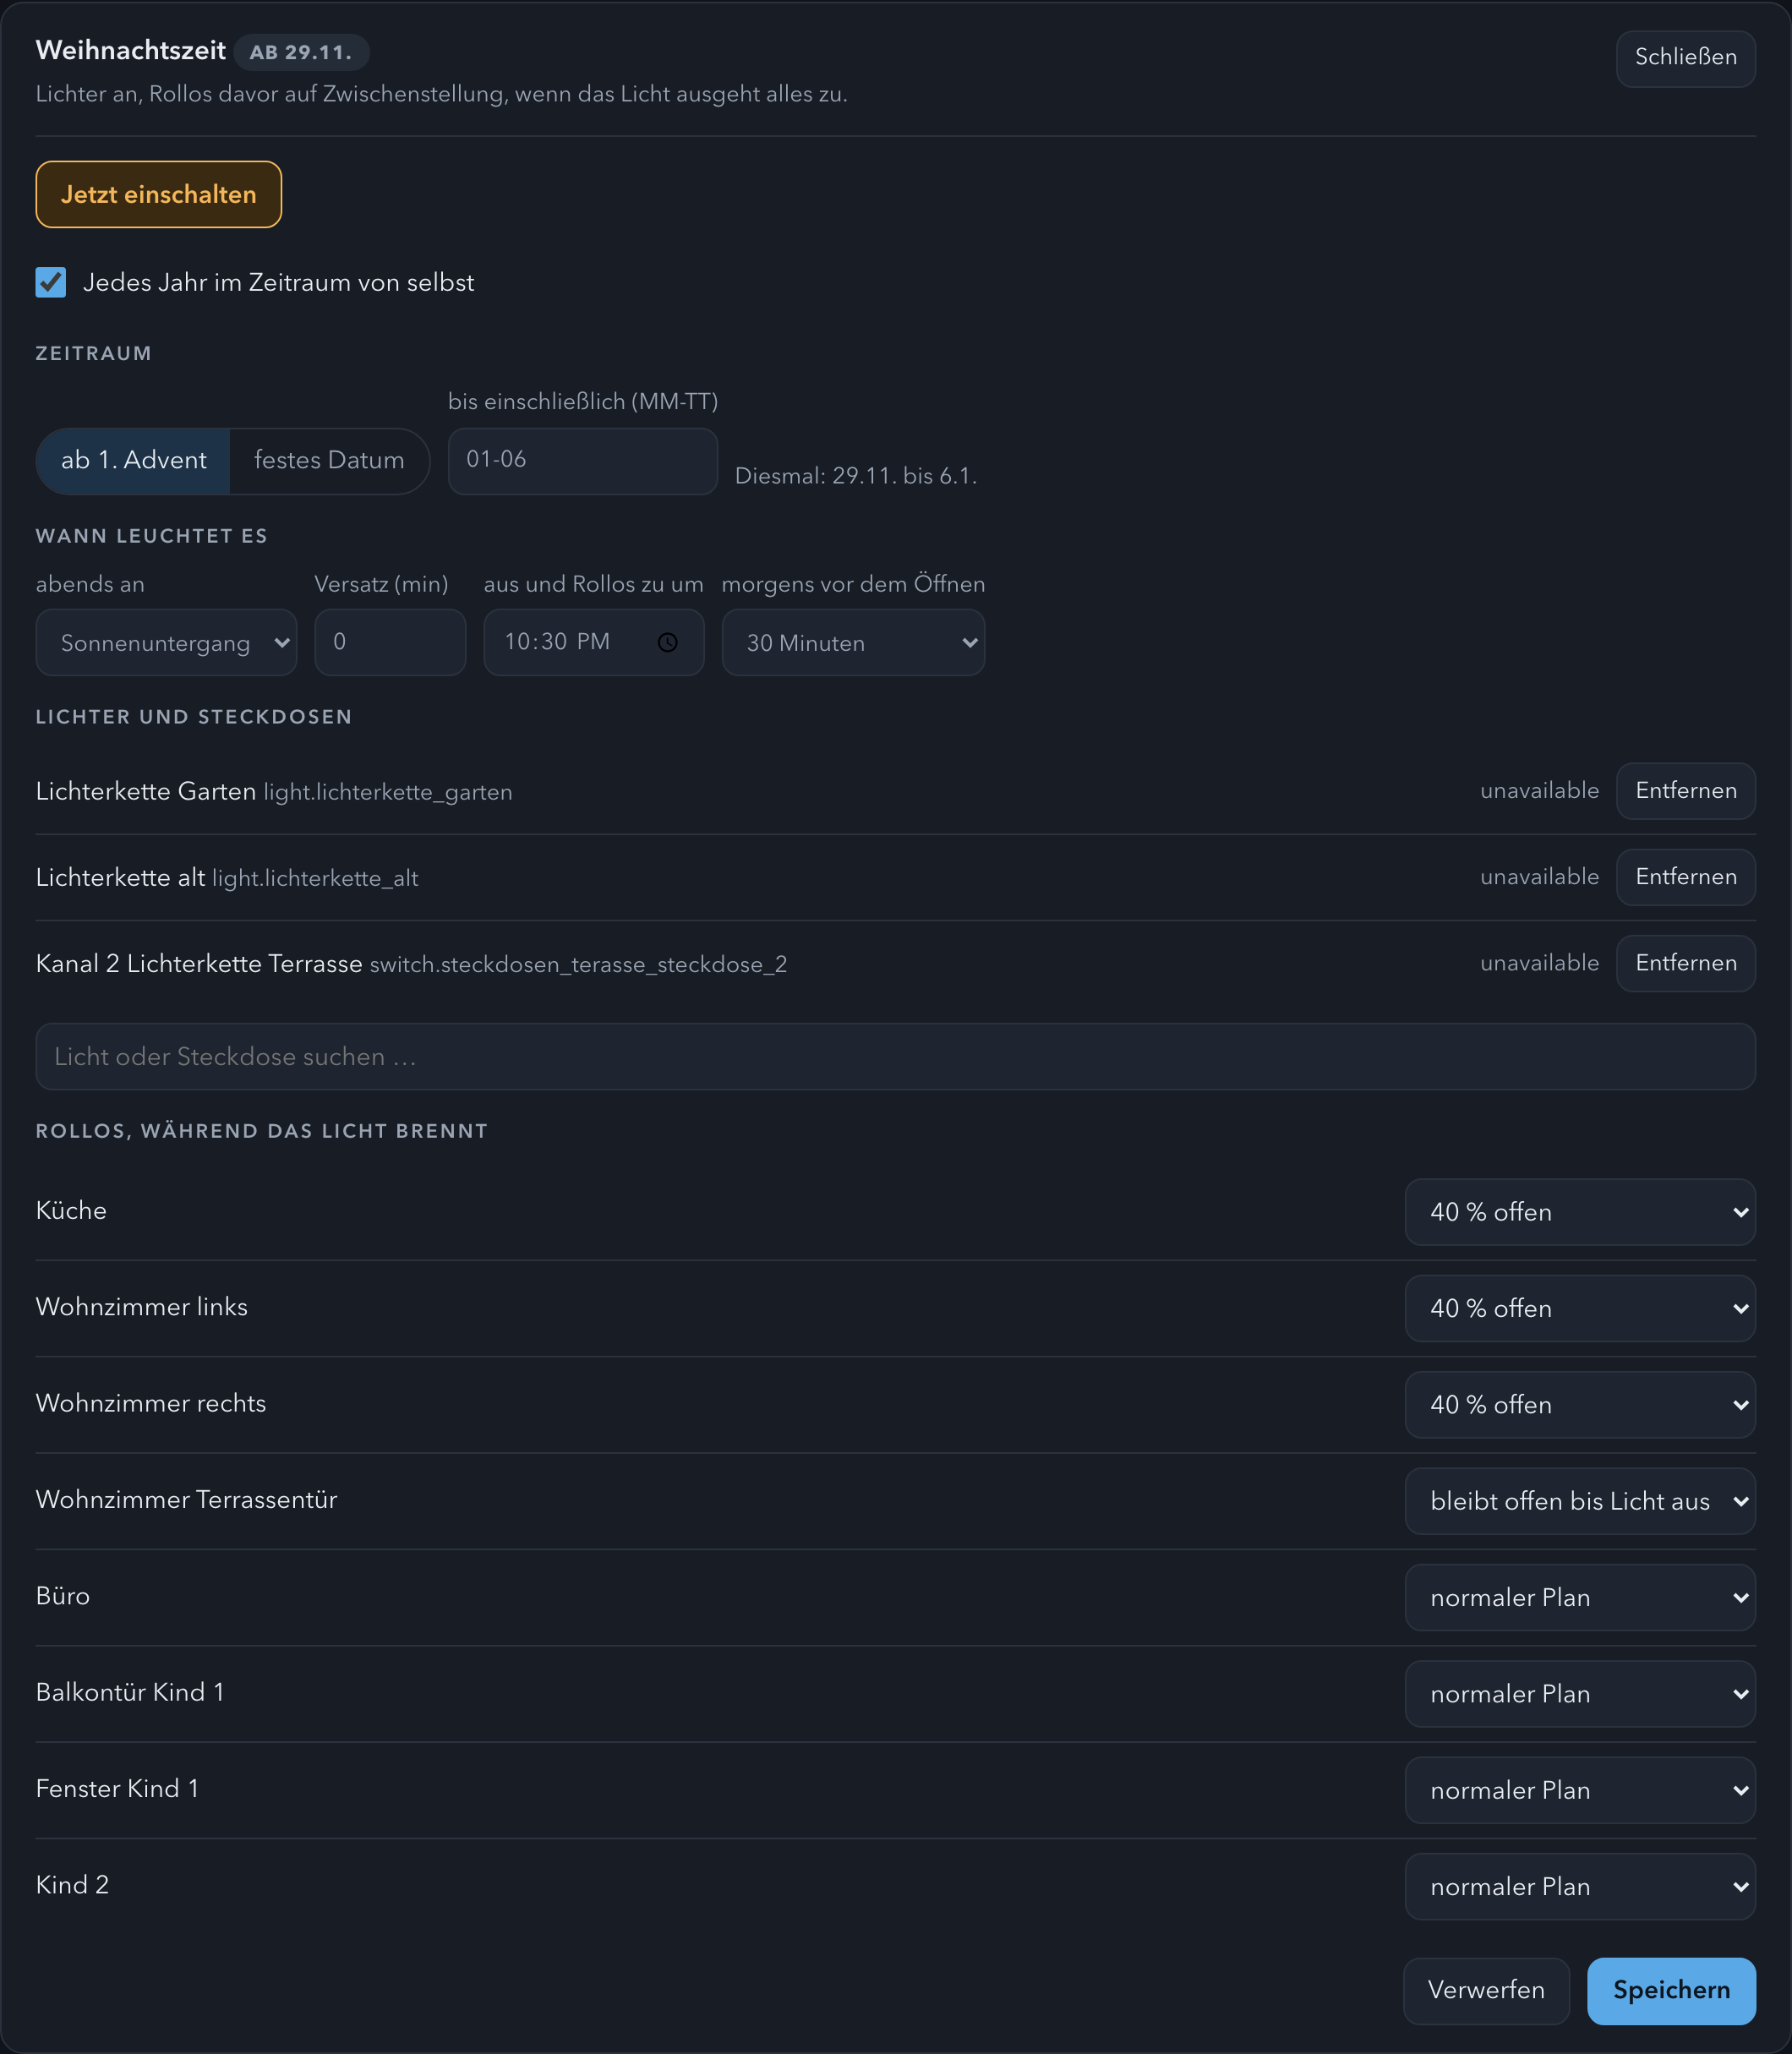 Weihnachtszeit AB 29.11.
Schließen
Lichter an, Rollos davor auf Zwischenstellung, wenn das Licht ausgeht alles zu.
Jetzt einschalten
Jedes Jahr im Zeitraum von selbst
ZEITRAUM
bis einschließlich (MM-TT)
ab 1. Advent festes Datum 01-06 Diesmal: 29.11. bis 6.1.
WANN LEUCHTET ES
abends an Versatz (min) aus und Rollos zu um morgens vor dem Öffnen
Sonnenuntergang 0 10:30 PM 30 Minuten
LICHTER UND STECKDOSEN
Lichterkette Garten light.lichterkette_garten unavailable Entfernen
Lichterkette alt light.lichterkette_alt unavailable Entfernen
Kanal 2 Lichterkette Terrasse switch.steckdosen_terasse_steckdose_2 unavailable Entfernen
Licht oder Steckdose suchen …
ROLLOS, WÄHREND DAS LICHT BRENNT
Küche 40 % offen
Wohnzimmer links 40 % offen
Wohnzimmer rechts 40 % offen
Wohnzimmer Terrassentür bleibt offen bis Licht aus
Büro normaler Plan
Balkontür Kind 1 normaler Plan
Fenster Kind 1 normaler Plan
Kind 2 normaler Plan
Verwerfen Speichern